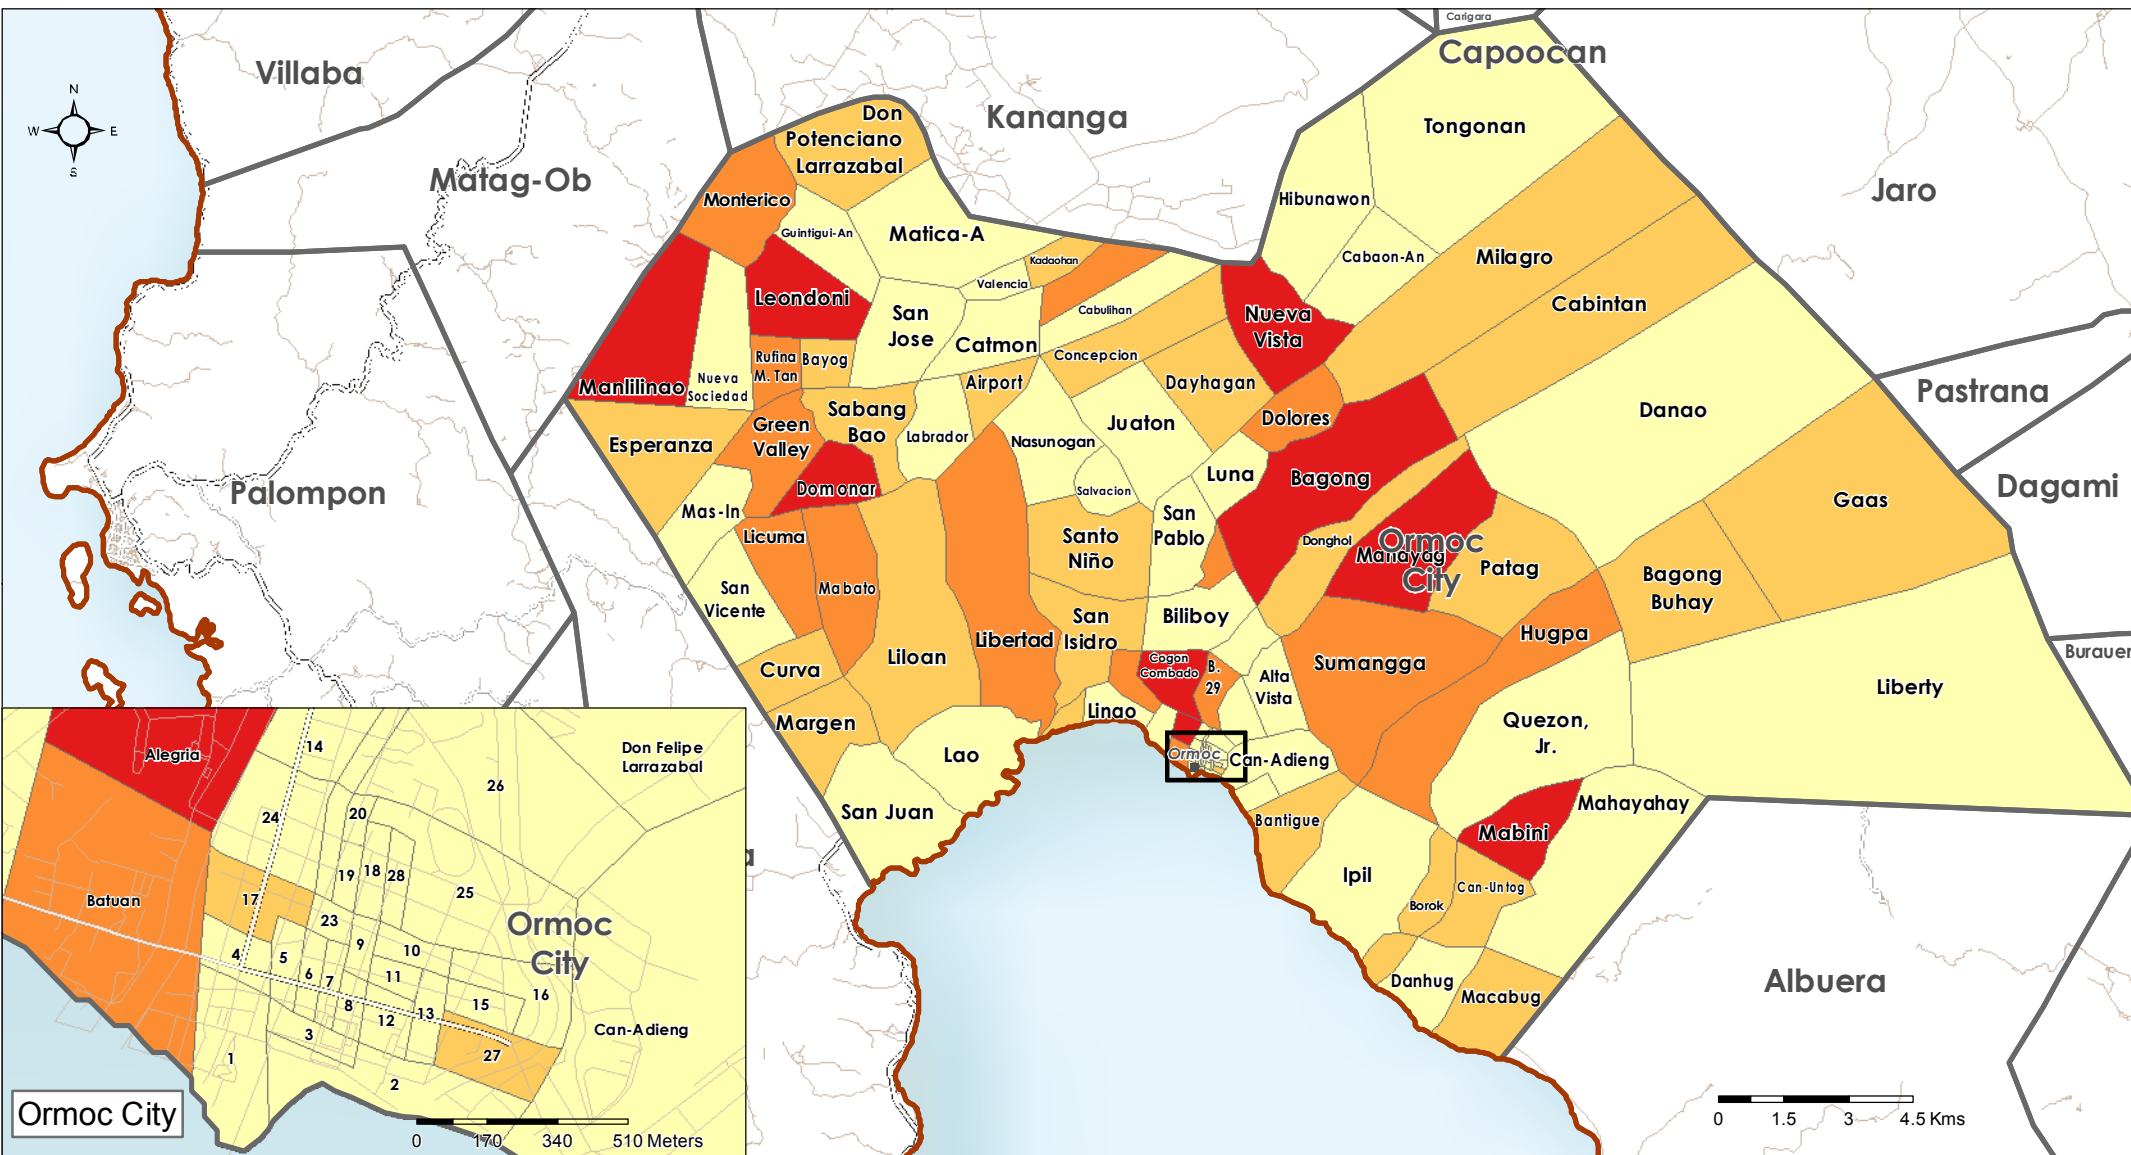 Carigara
Capoocan
Villaba
Kananga
N
W
E
S
Matag-Ob
Jaro
Don
Potenciano
Larrazabal
Tongonan
Monterico
Hibunawon
Guintigui-An
Matica-A
Cabaon-An
Milagro
Kadaohan
Valencia
Leondoni
Cabintan
Cabulihan
San
Jose
Nueva
Vista
Catmon
Concepcion
Rufina
M. Tan
Bayog
Manlilinao
Nueva
Sociedad
Airport
Dayhagan
Pastrana
Sabang
Bao
Danao
Dolores
Green
Valley
Juaton
Esperanza
Labrador
Nasunogan
Luna
Bagong
Palompon
Domonar
Salvacion
Dagami
Gaas
Mas-In
San
Pablo
Licuma
Santo
Niño
Donghol
Ormoc
City
Manayag
Patag
Bagong
Buhay
Mabato
San
Vicente
Biliboy
San
Isidro
Hugpa
Libertad
Liloan
Burauen
Curva
Cogon
Combado
B.
29
Sumangga
Alta
Vista
Liberty
Linao
Margen
Quezon,
Jr.
Lao
Ormoc
Can-Adieng
San Juan
Bantigue
Mahayahay
Mabini
Ipil
Can-Untog
Borok
Danhug
Macabug
Albuera
0 1.5 3 4.5 Kms
14
Don Felipe
Larrazabal
Alegria
26
24
20
19
18
28
25
Batuan
17
23
Ormoc
City
9
10
4
5
6
7
11
8
15
16
12
13
3
Can-Adieng
27
1
2
Ormoc City
0 170 340 510 Meters